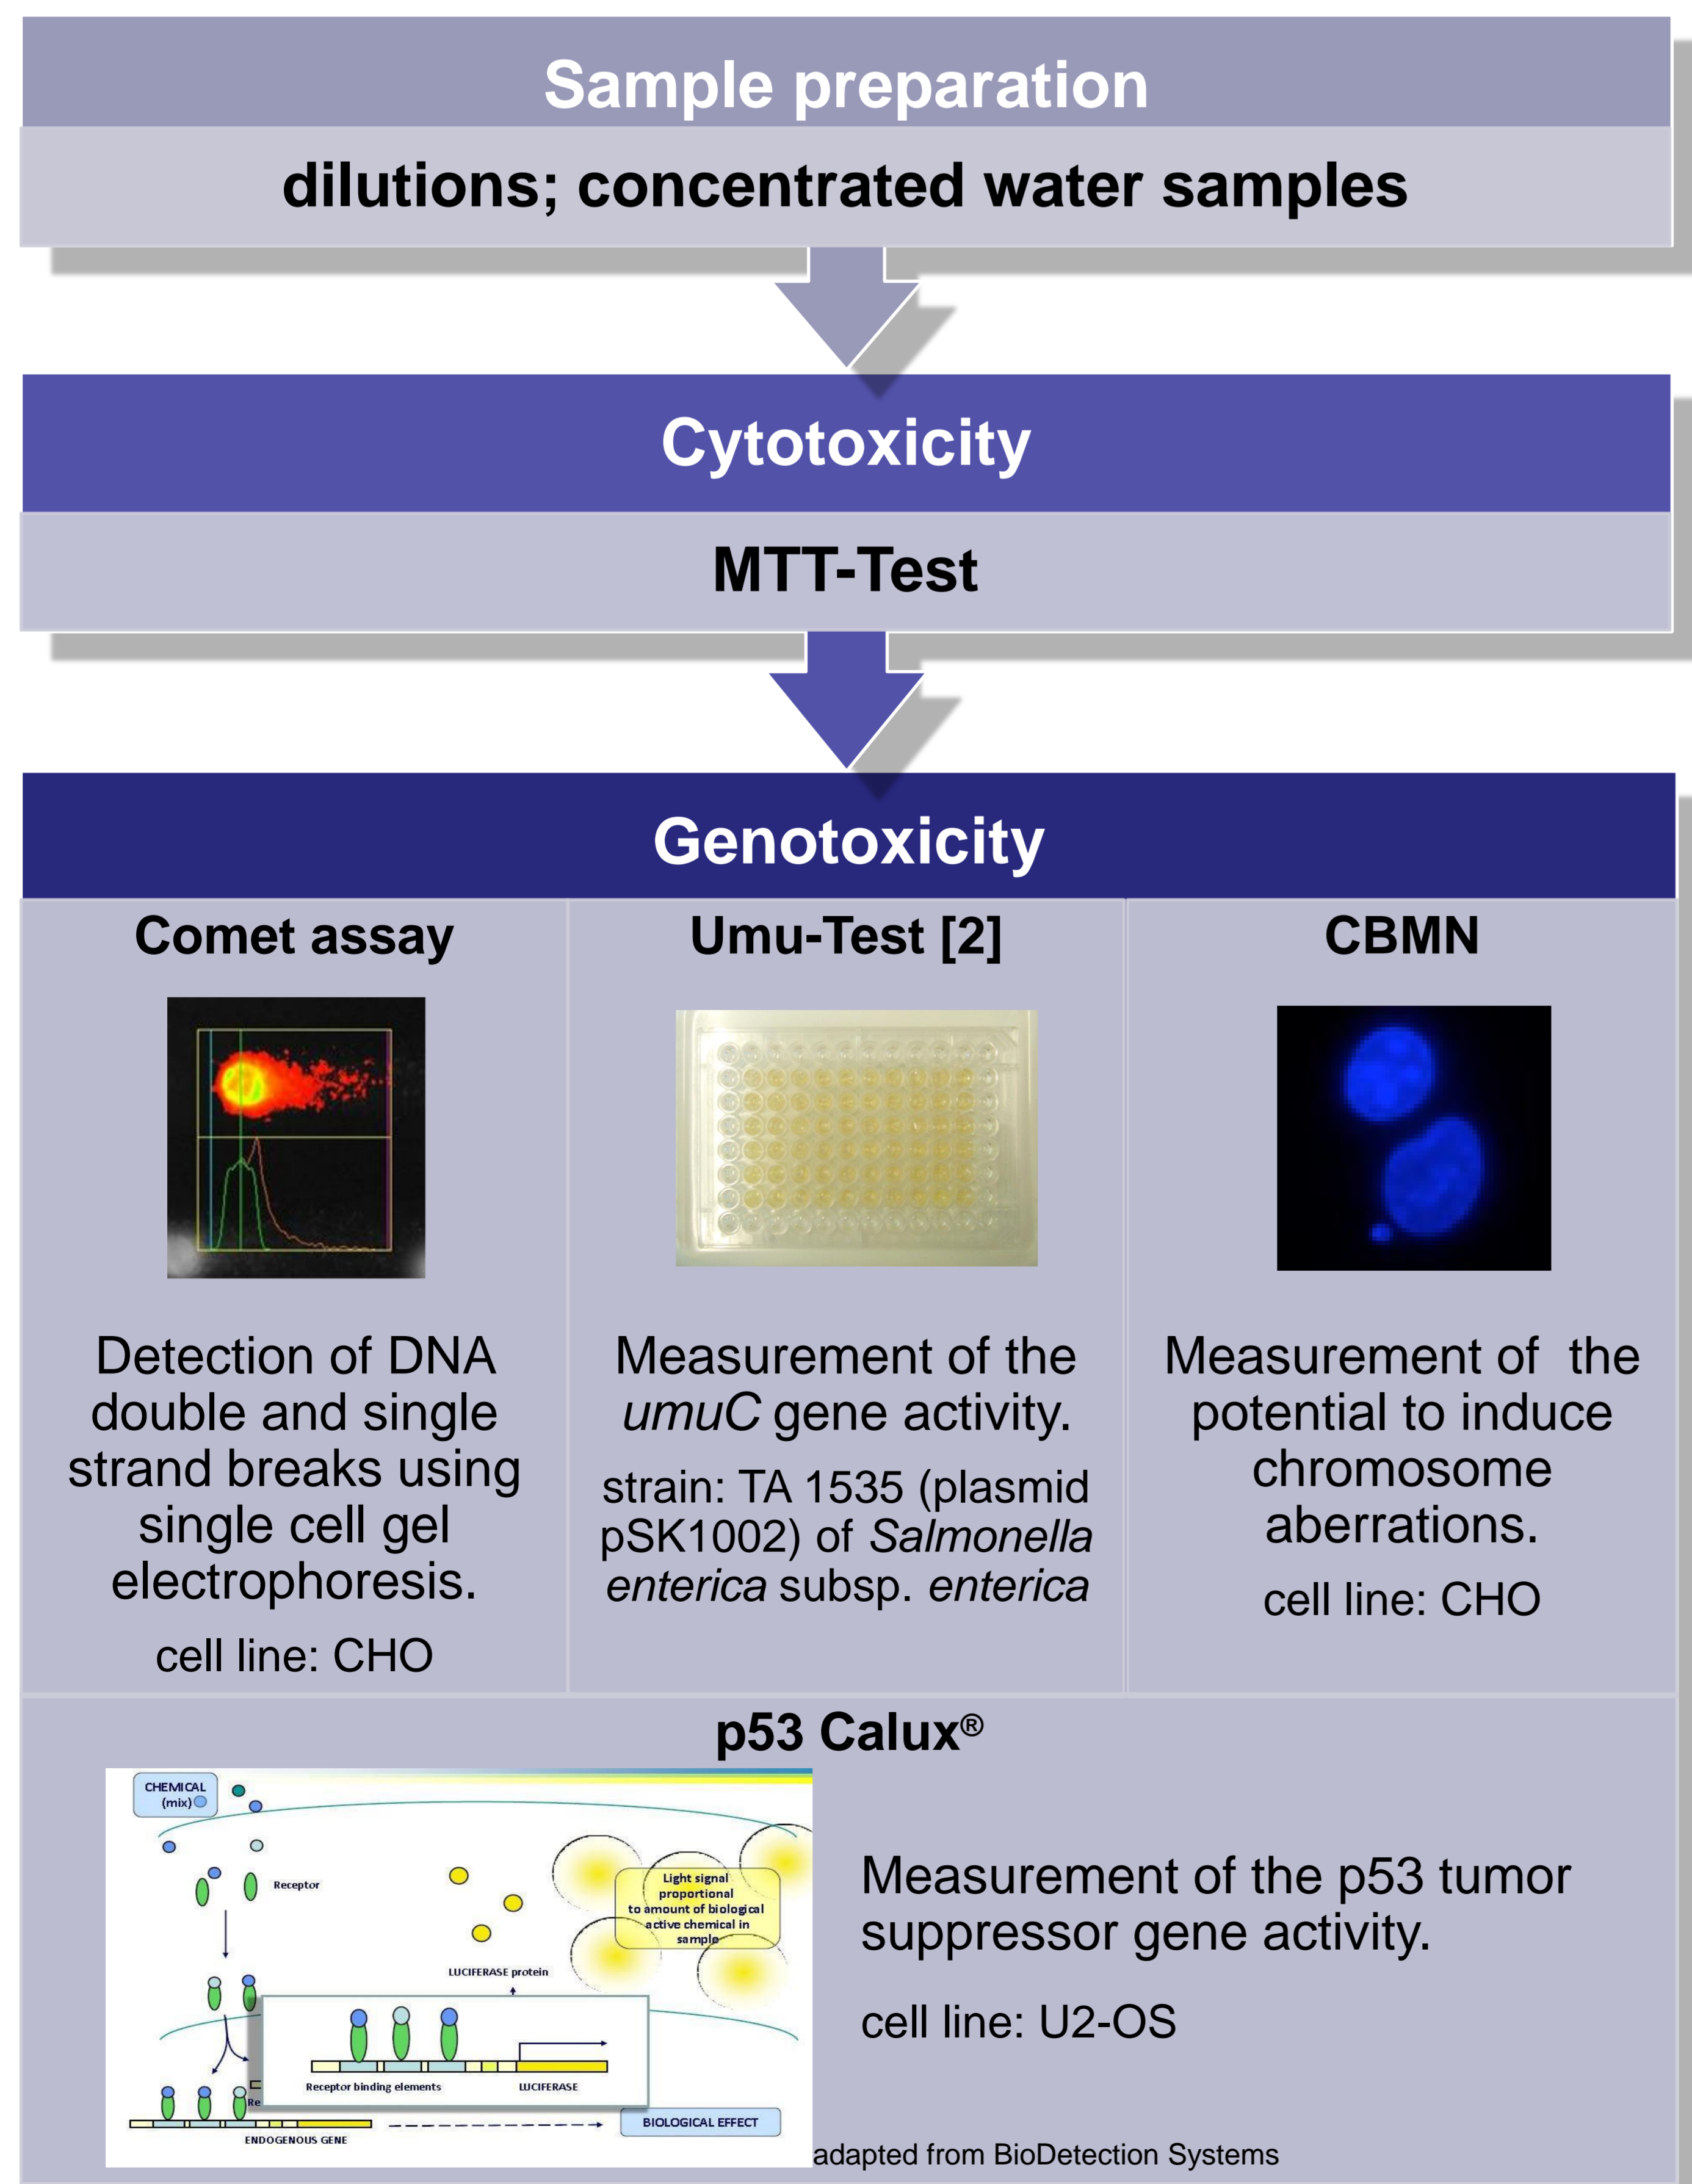 Sample preparation
dilutions; concentrated water samples
Cytotoxicity
MTT-Test
Genotoxicity
Comet assay
Detection of DNA
double and single
strand breaks using
single cell gel
electrophoresis.
cell line: CHO
Umu-Test [2]
Measurement of the
umuC gene activity.
strain: TA 1535 (plasmid
pSK1002) of Salmonella
enterica subsp. enterica
CBMN
Measurement of the
potential to induce
chromosome
aberrations.
cell line: CHO
p53 Calux®
CHEMICAL
(mix)
Receptor
Light signal
proportional
to amount of biological
active chemical in
sample
LUCIFERASE protein
Receptor binding elements
LUCIFERASE
Re
BIOLOGICAL EFFECT
ENDOGENOUS GENE
Measurement of the p53 tumor
suppressor gene activity.
cell line: U2-OS
adapted from BioDetection Systems